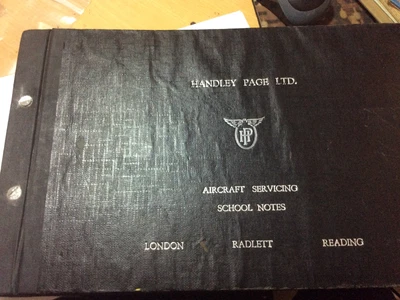 HANDLEY PAGE LTD.
HP
AIRCRAFT SERVICING
SCHOOL NOTES
LONDON RADLETT READING